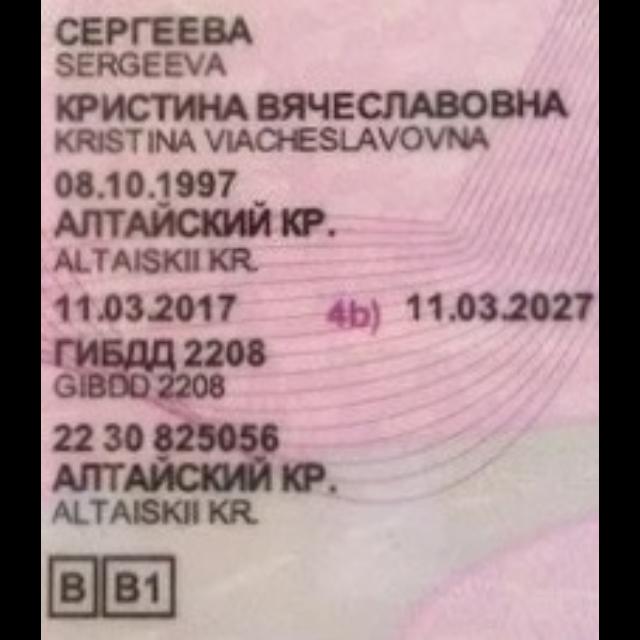 СЕРГЕЕВА
SERGEEVA
КРИСТИНА ВЯЧЕСЛАВОВНА
KRISTINA VIACHESLAVOVNA
08.10.1997
АЛТАЙСКИЙ КР.
ALTAISKII KR.
11.03.2017 4b) 11.03.2027
ГИБДД 2208
GIBDD 2208
22 30 825056
АЛТАЙСКИЙ КР.
ALTAISKII KR.
B B1